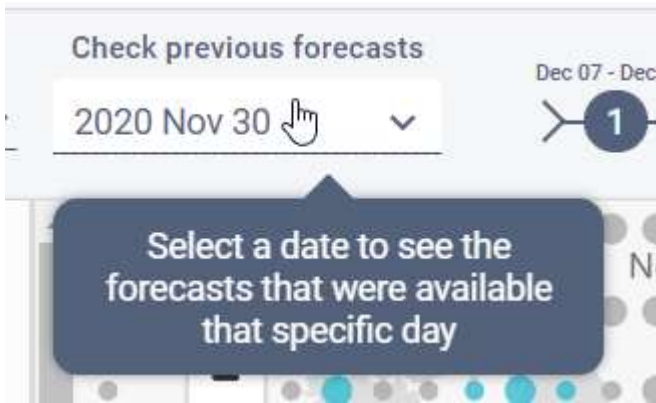 Check previous forecasts
Dec 07 - Dec
2020 Nov 30
1
Select a date to see the
forecasts that were available
that specific day